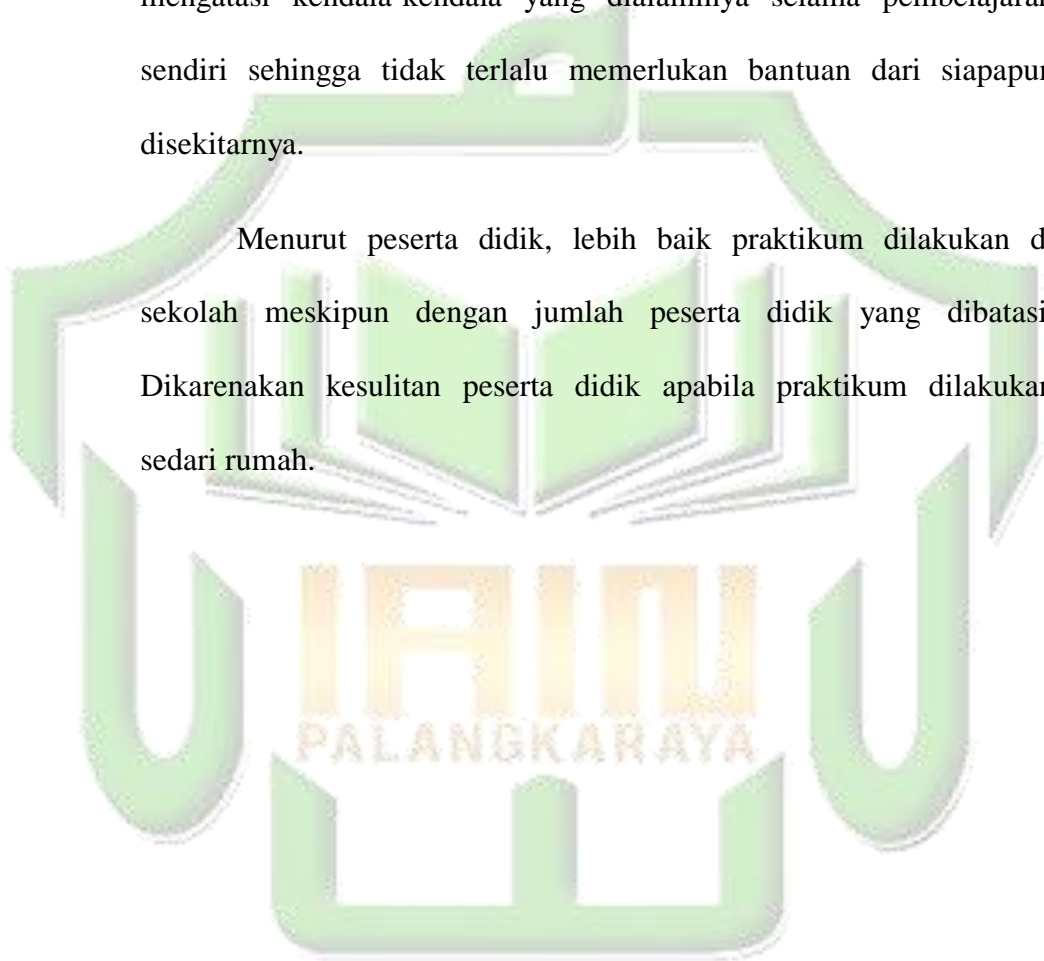 mengatasi kendala-kendala yang dialaminya selama pembelajaran
sendiri sehingga tidak terlalu memerlukan bantuan dari siapapun
disekitarnya.
Menurut peserta didik, lebih baik praktikum dilakukan d
sekolah meskipun dengan jumlah peserta didik yang dibatasi
Dikarenakan kesulitan peserta didik apabila praktikum dilakukan
sedari rumah.
IAIN
PALANGKARAYA